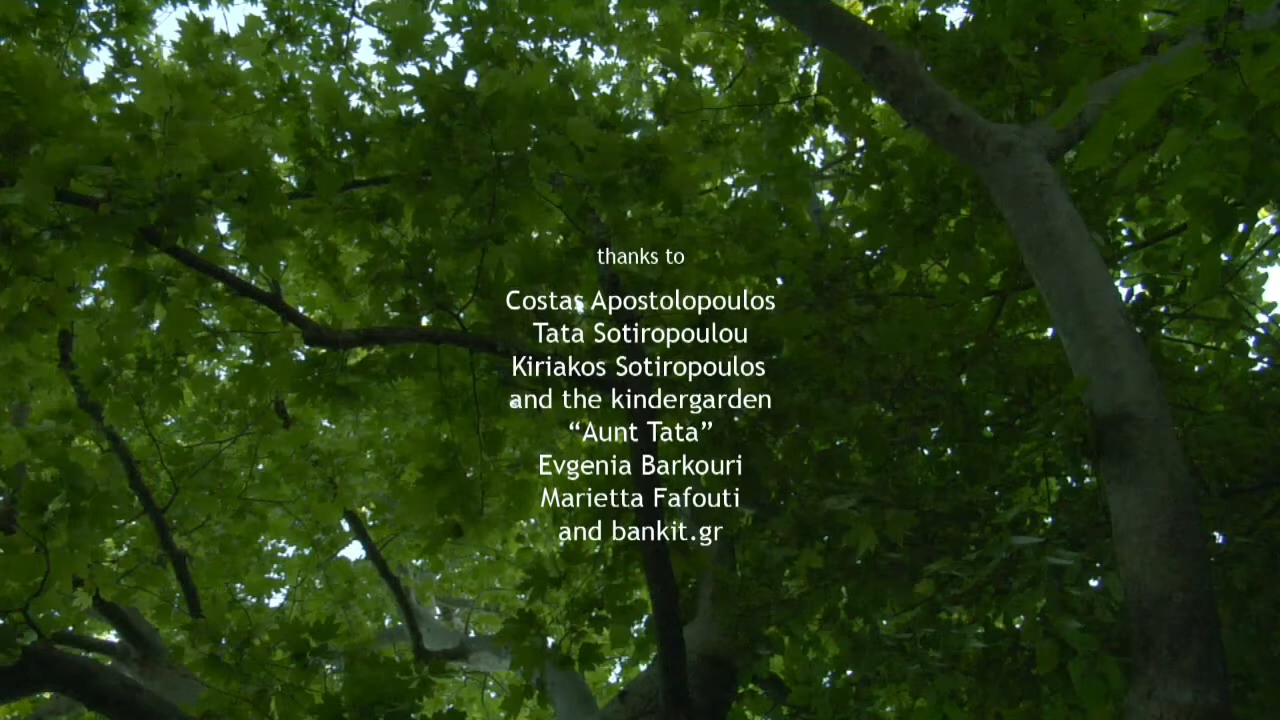 thanks to
Costas Apostolopoulos
Tata Sotiropoulou
Kiriakos Sotiropoulos
and the kindergarden
“Aunt Tata”
Evgenia Barkouri
Marietta Fafouti
and bankit.gr